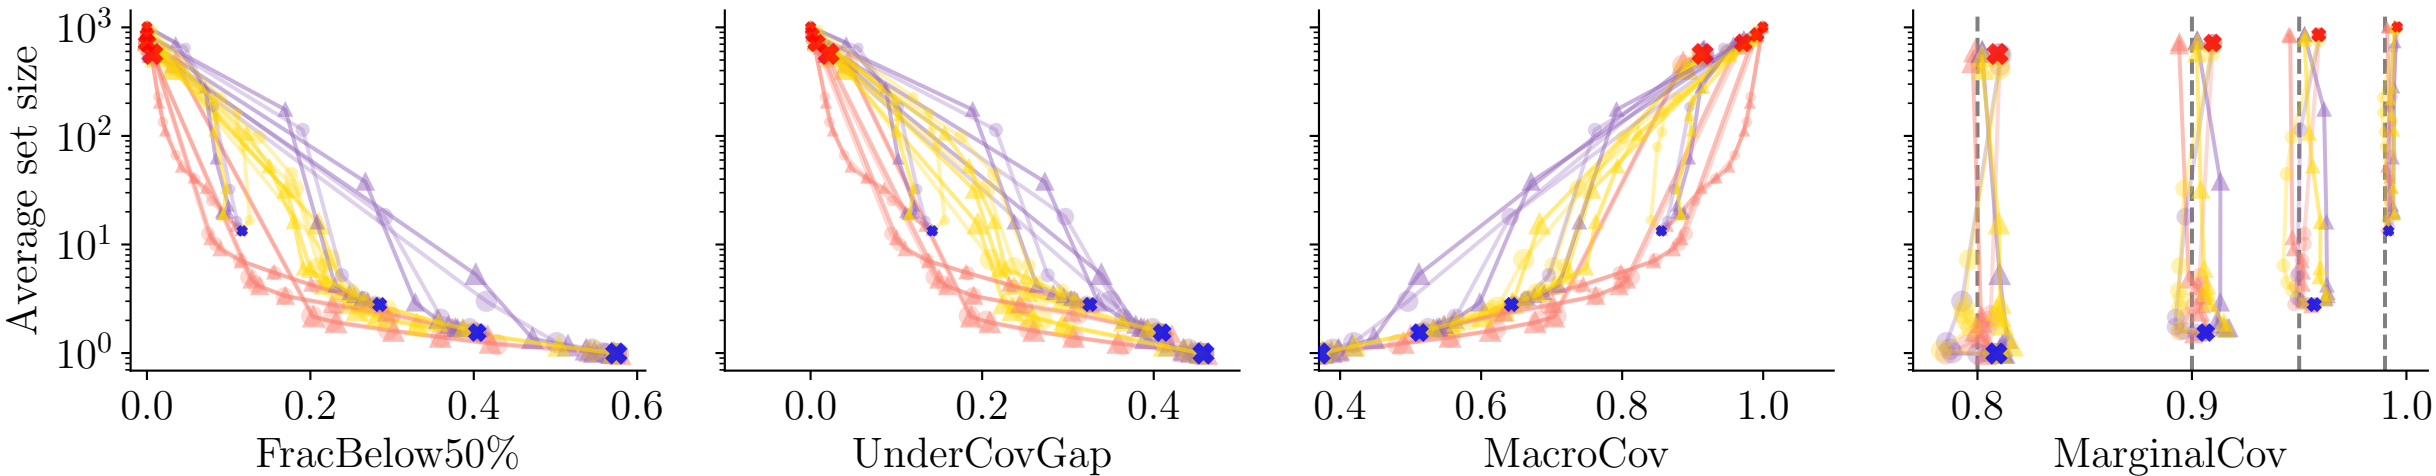 Average set size
10³
10²
10¹
10⁰
0.0 0.2 0.4 0.6
FracBelow50%
0.0 0.2 0.4
UnderCovGap
0.4 0.6 0.8 1.0
MacroCov
0.8 0.9 1.0
MarginalCov